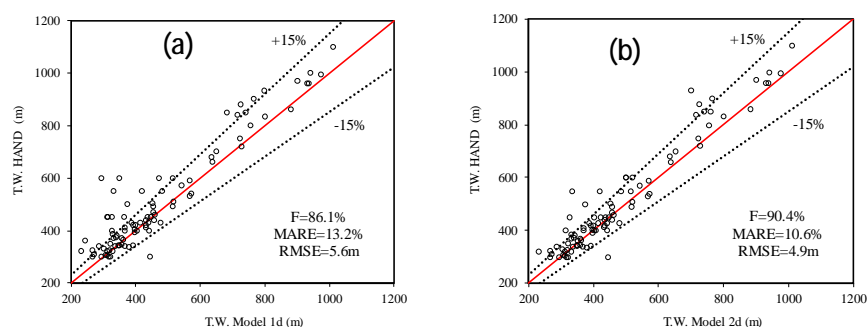 (a)
+15%
-15%
F=86.1%
MARE=13.2%
RMSE=5.6m
T.W. HAND (m)
1200
1000
800
600
400
200
200 400 600 800 1000 1200
T.W. Model 1d (m)
(b)
+15%
-15%
F=90.4%
MARE=10.6%
RMSE=4.9m
T.W. HAND (m)
1200
1000
800
600
400
200
200 400 600 800 1000 1200
T.W. Model 2d (m)